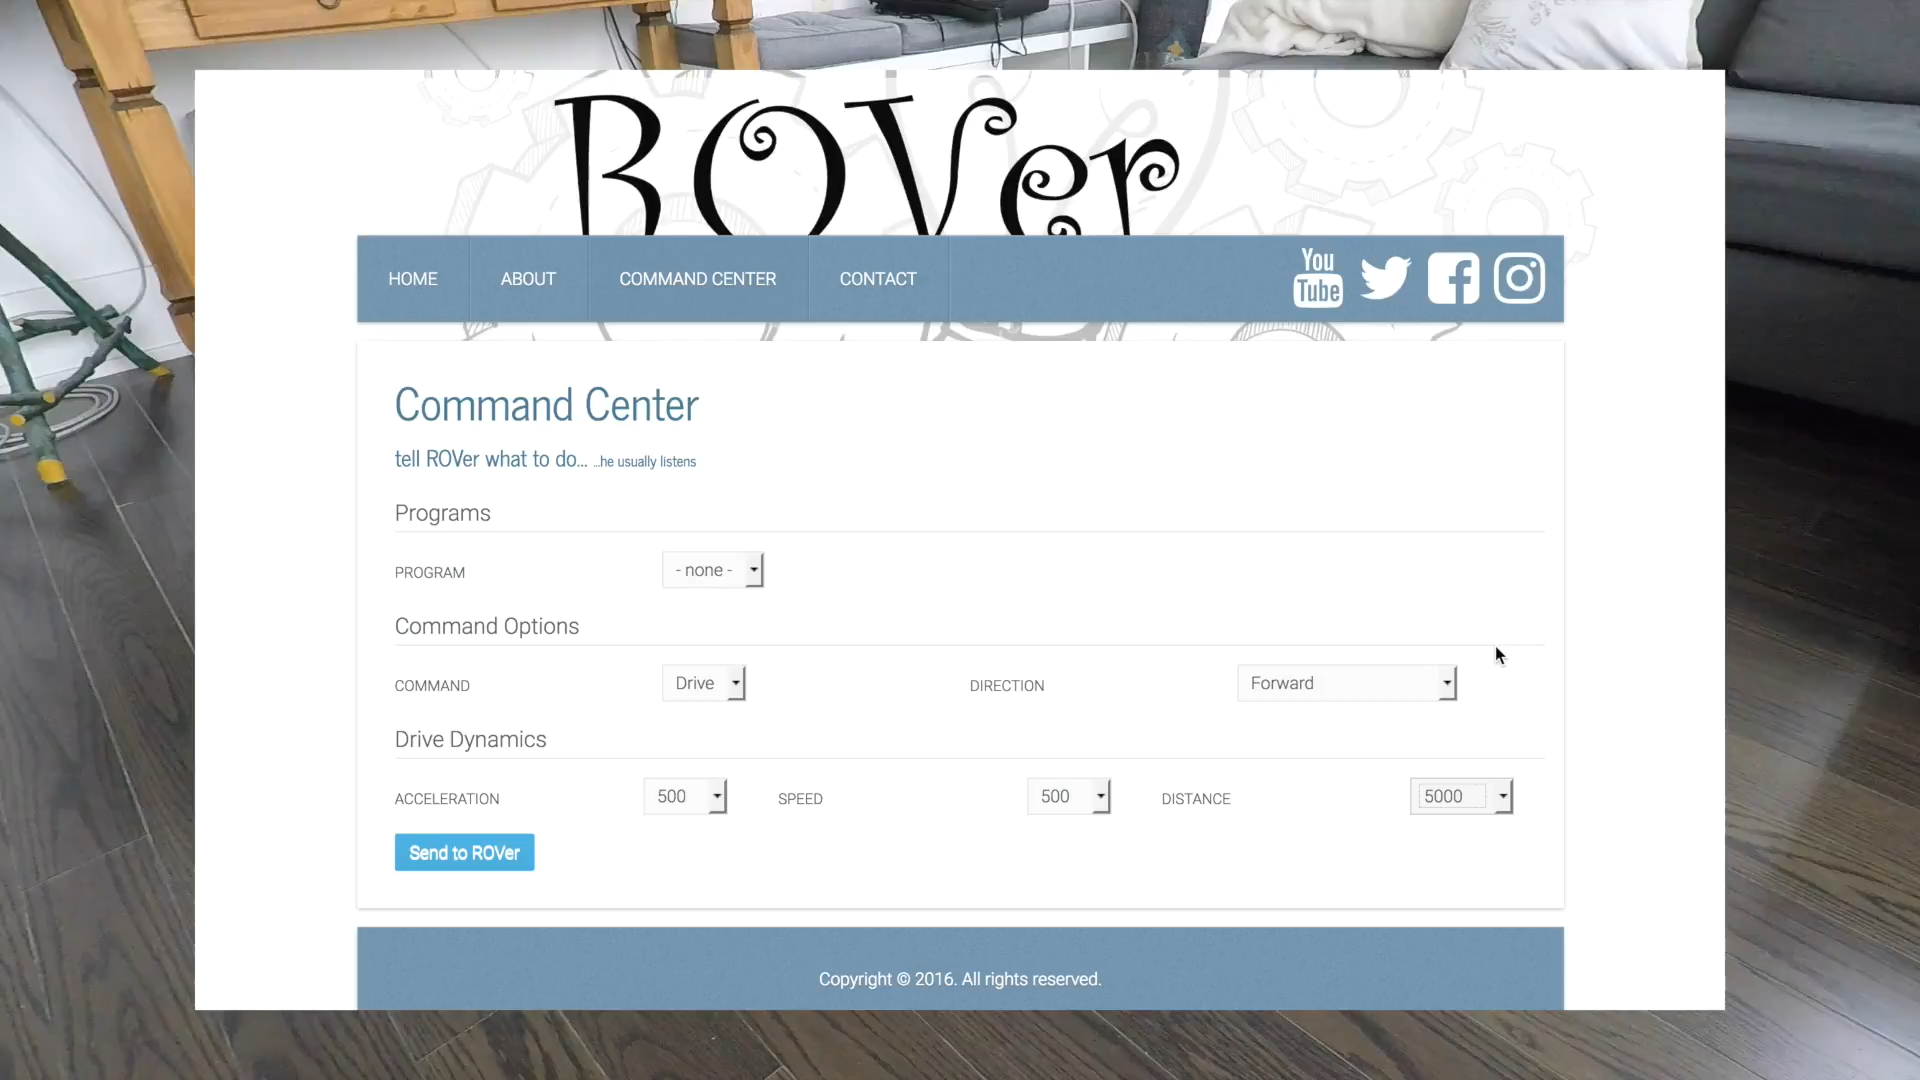 ROVer
HOME ABOUT COMMAND CENTER CONTACT You Tube
Command Center
tell ROVer what to do... ...he usually listens
Programs
PROGRAM - none -
Command Options
COMMAND Drive DIRECTION Forward
Drive Dynamics
ACCELERATION 500 SPEED 500 DISTANCE 5000
Send to ROVer
Copyright © 2016. All rights reserved.